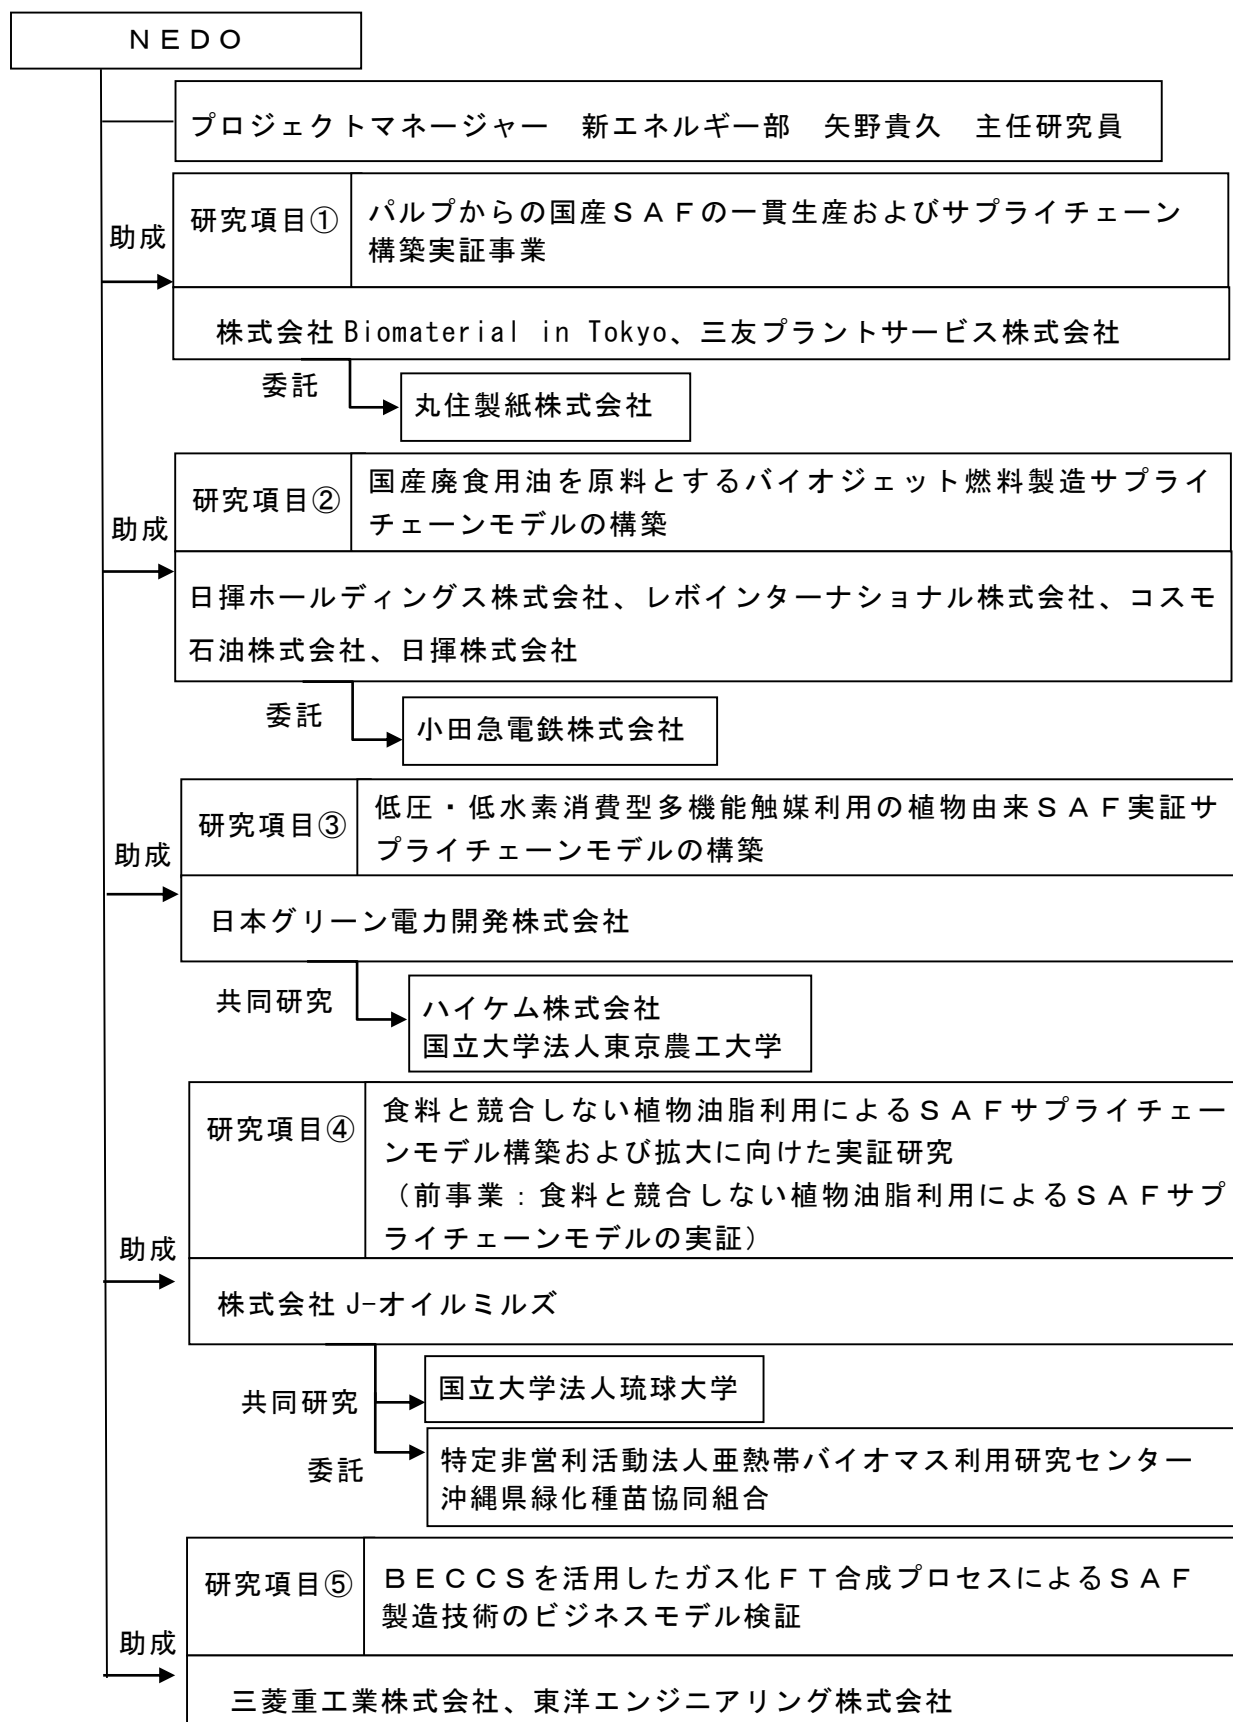 ＮＥＤＯ
プロジェクトマネージャー　新エネルギー部　矢野貴久　主任研究員
助成
研究項目①
パルプからの国産ＳＡＦの一貫生産およびサプライチェーン
構築実証事業
株式会社 Biomaterial in Tokyo、三友プラントサービス株式会社
委託
丸住製紙株式会社
助成
研究項目②
国産廃食用油を原料とするバイオジェット燃料製造サプライ
チェーンモデルの構築
日揮ホールディングス株式会社、レボインターナショナル株式会社、コスモ
石油株式会社、日揮株式会社
委託
小田急電鉄株式会社
助成
研究項目③
低圧・低水素消費型多機能触媒利用の植物由来ＳＡＦ実証サ
プライチェーンモデルの構築
日本グリーン電力開発株式会社
共同研究
ハイケム株式会社
国立大学法人東京農工大学
助成
研究項目④
食料と競合しない植物油脂利用によるＳＡＦサプライチェー
ンモデル構築および拡大に向けた実証研究
（前事業：食料と競合しない植物油脂利用によるＳＡＦサプ
ライチェーンモデルの実証）
株式会社 J-オイルミルズ
共同研究
国立大学法人琉球大学
委託
特定非営利活動法人亜熱帯バイオマス利用研究センター
沖縄県緑化種苗協同組合
助成
研究項目⑤
ＢＥＣＣＳを活用したガス化ＦＴ合成プロセスによるＳＡＦ
製造技術のビジネスモデル検証
三菱重工業株式会社、東洋エンジニアリング株式会社